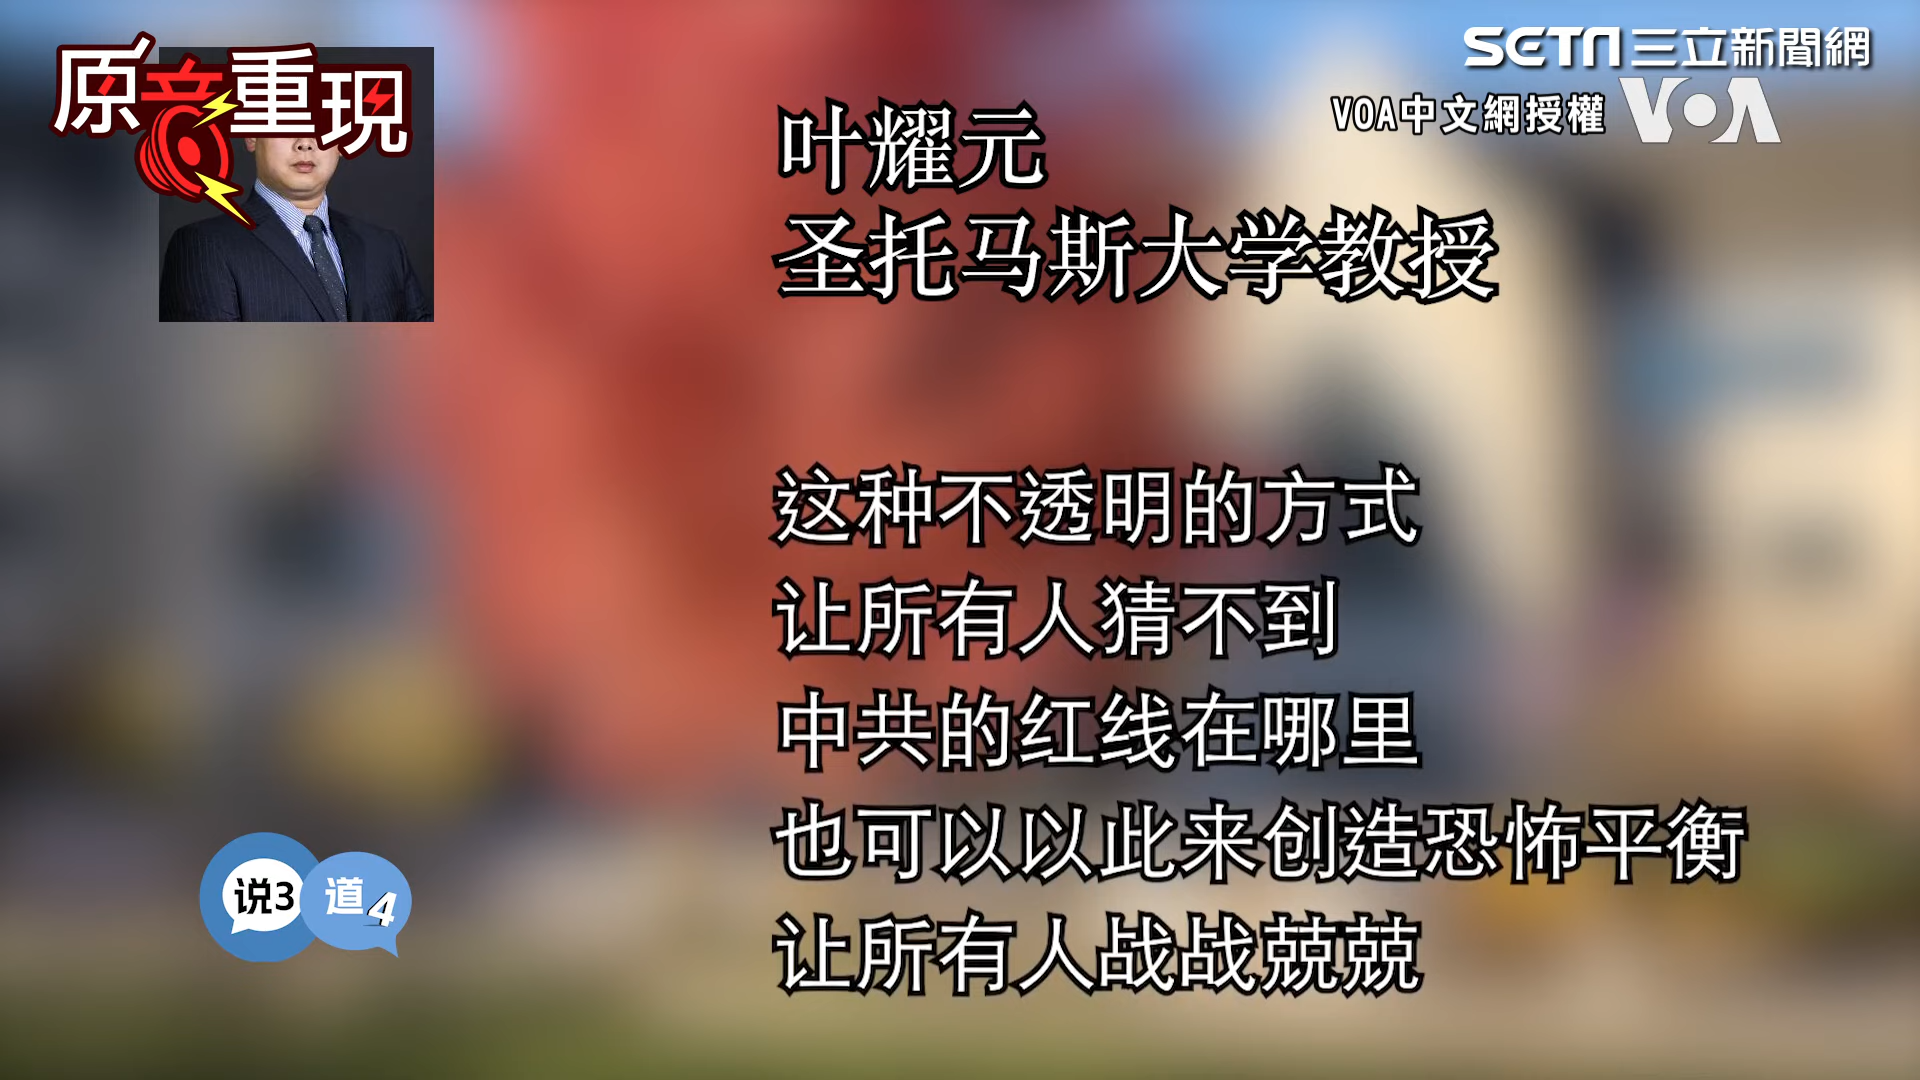 原音重現
SETN三立新聞網
VOA中文網授權 VOA
叶耀元
圣托马斯大学教授
这种不透明的方式
让所有人猜不到
中共的红线在哪里
也可以以此来创造恐怖平衡
让所有人战战兢兢
说3道4